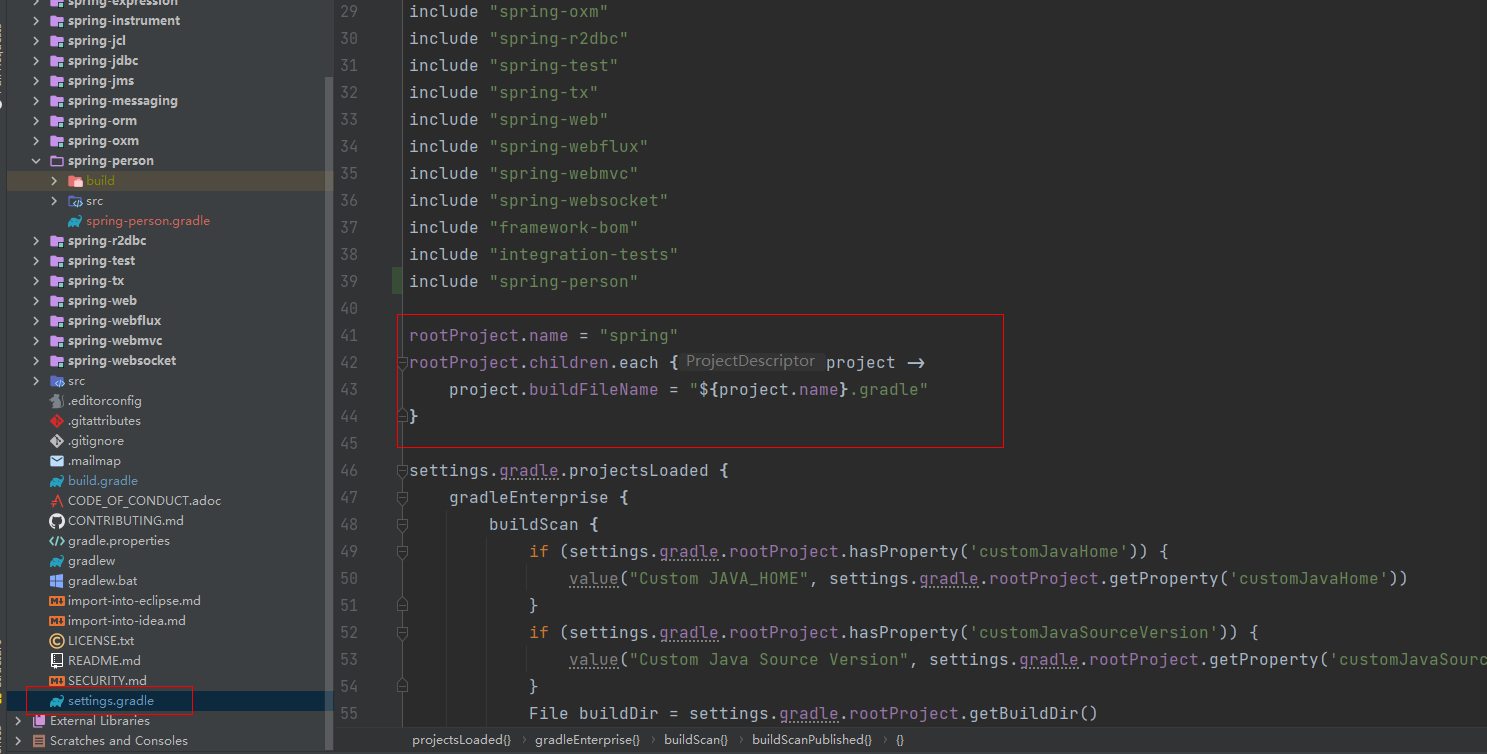 spring-expression
spring-instrument
spring-jcl
spring-jdbc
spring-jms
spring-messaging
spring-orm
spring-oxm
spring-person
build
src
spring-person.gradle
spring-r2dbc
spring-test
spring-tx
spring-web
spring-webflux
spring-webmvc
spring-websocket
src
.editorconfig
.gitattributes
.gitignore
.mailmap
build.gradle
CODE_OF_CONDUCT.adoc
CONTRIBUTING.md
gradle.properties
gradlew
gradlew.bat
import-into-eclipse.md
import-into-idea.md
LICENSE.txt
README.md
SECURITY.md
settings.gradle
External Libraries
Scratches and Consoles
29 include "spring-oxm"
30 include "spring-r2dbc"
31 include "spring-test"
32 include "spring-tx"
33 include "spring-web"
34 include "spring-webflux"
35 include "spring-webmvc"
36 include "spring-websocket"
37 include "framework-bom"
38 include "integration-tests"
39 include "spring-person"
40
41 rootProject.name = "spring"
42 rootProject.children.each { ProjectDescriptor project ->
43 project.buildFileName = "${project.name}.gradle"
44 }
45
46 settings.gradle.projectsLoaded {
47 gradleEnterprise {
48 buildScan {
49 if (settings.gradle.rootProject.hasProperty('customJavaHome')) {
50 value("Custom JAVA_HOME", settings.gradle.rootProject.getProperty('customJavaHome'))
51 }
52 if (settings.gradle.rootProject.hasProperty('customJavaSourceVersion')) {
53 value("Custom Java Source Version", settings.gradle.rootProject.getProperty('customJavaSourc
54 }
55 File buildDir = settings.gradle.rootProject.getBuildDir()
projectsLoaded{} › gradleEnterprise{} › buildScan{} › buildScanPublished{} › {}